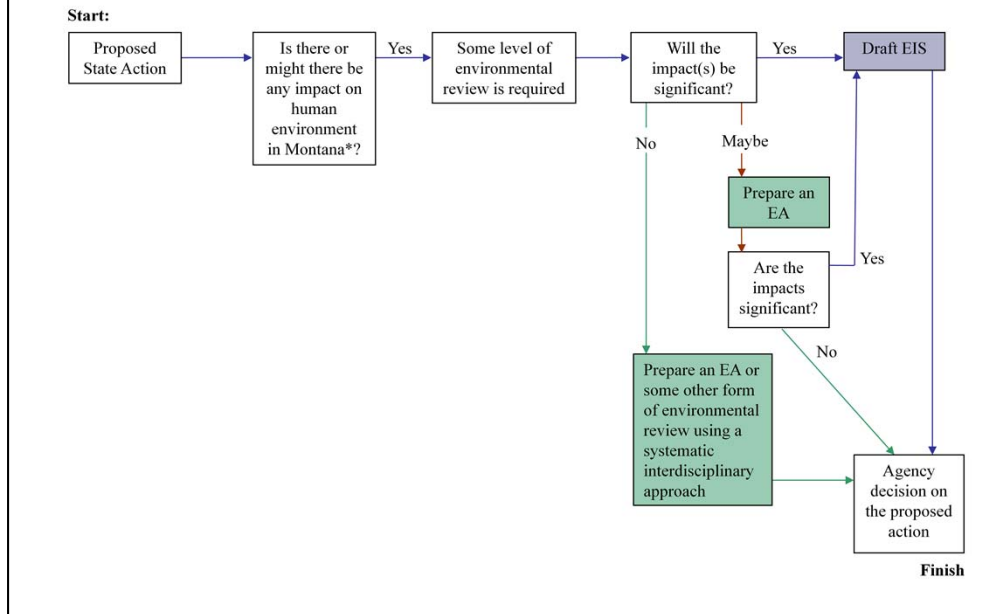 Start:
Proposed
State Action
Is there or
might there be
any impact on
human
environment
in Montana*?
Yes
Some level of
environmental
review is required
Will the
impact(s) be
significant?
Yes
Draft EIS
No
Maybe
Prepare an
EA
Are the
impacts
significant?
Yes
No
Prepare an EA or
some other form
of environmental
review using a
systematic
interdisciplinary
approach
Agency
decision on
the proposed
action
Finish